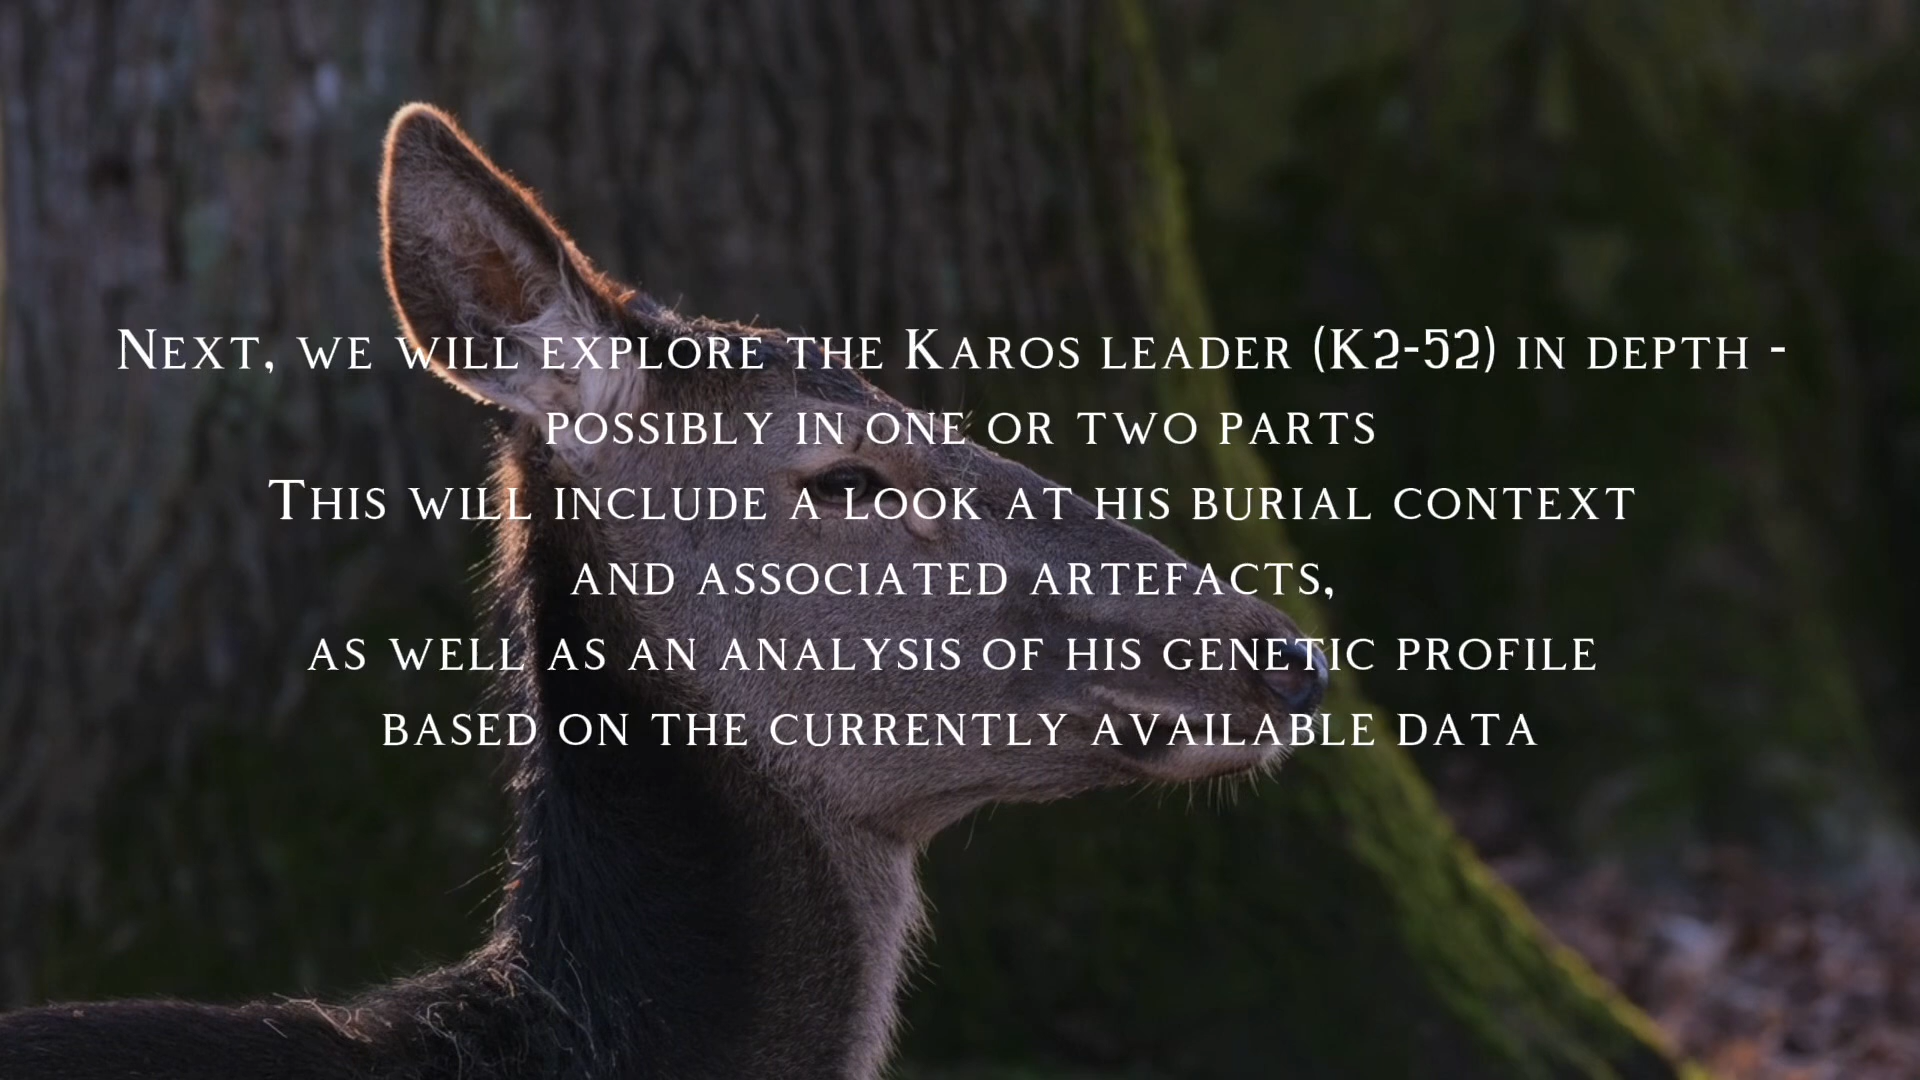 Next, we will explore the Karos leader (K2-52) in depth -
possibly in one or two parts
This will include a look at his burial context
and associated artefacts,
as well as an analysis of his genetic profile
based on the currently available data